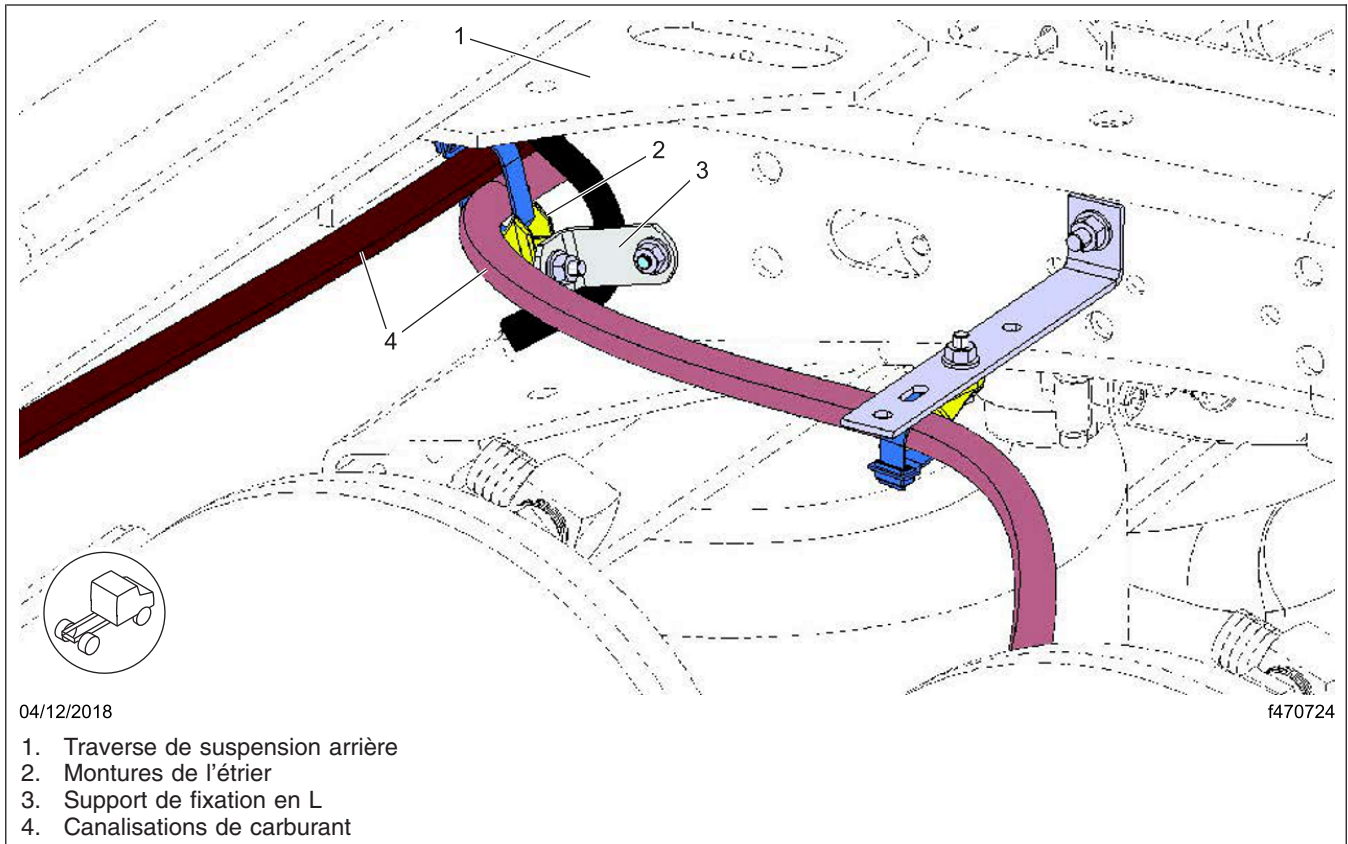 1
2
3
4
04/12/2018
f470724
1. Traverse de suspension arrière
2. Montures de l'étrier
3. Support de fixation en L
4. Canalisations de carburant